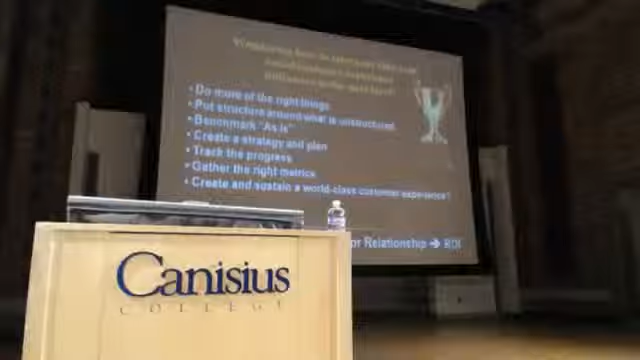 • Do more of the right things
• Put structure around what is unstructured
• Benchmark "As is"
• Create a strategy and plan
• Track the progress
• Gather the right metrics
• Create and sustain a world-class customer experience!
or Relationship ➔ ROI
Canisius
COLLEGE